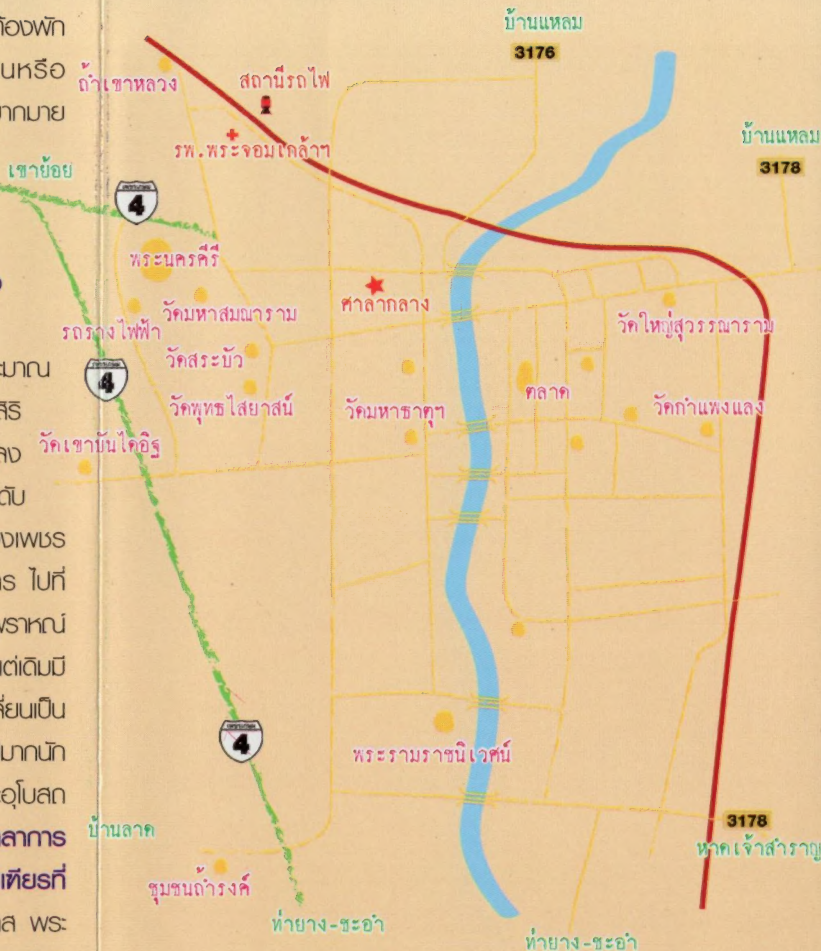 ต้องพัก
นหรือ
ากมาย
มาณ
สิริ
ลง
ดับ
งเพชร
ร ไปที่
พราหณ์
แต่เดิมมี
ลี่ยนเป็น
มากนัก
ะอุโบสถ
ลาการ
เฑียรที่
ส พระ
บ้านแหลม
3176
ถ้ำเขาหลวง
สถานีรถไฟ
รพ.พระจอมเกล้าฯ
บ้านแหลม
3178
เขาย้อย
4
พระนครคีรี
วัดมหาสมณาราม
ศาลากลาง
รถรางไฟฟ้า
วัดใหญ่สุวรรณาราม
วัดสระบัว
4
วัดพุทธไสยาสน์
วัดมหาธาตุฯ
ตลาด
วัดกำแพงแลง
วัดเขาบันไดอิฐ
4
พระรามราชนิเวศน์
บ้านลาด
3178
หาดเจ้าสำราญ
ชุมชนถ้ำรงค์
ท่ายาง-ชะอำ
ท่ายาง-ชะอำ